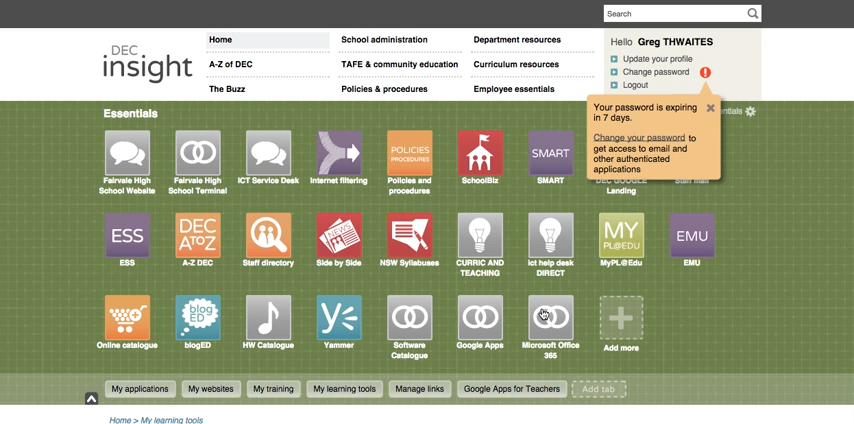 Search
DEC
insight
Home
School administration
Department resources
A-Z of DEC
TAFE & community education
Curriculum resources
The Buzz
Policies & procedures
Employee essentials
Hello Greg THWAITES
Update your profile
Change password
Logout
Essentials
Your password is expiring
in 7 days.
Change your password to
get access to email and
other authenticated
applications
POLICIES
PROCEDURES
SMART
Fairvale High
School Website
Fairvale High
School Terminal
ICT Service Desk
Internet filtering
Policies and
procedures
SchoolBiz
SMART
DEC GOOGLE
Landing
Staff mail
ESS
DEC
A TO Z
NEWS
MY
PL@EDU
EMU
ESS
A-Z DEC
Staff directory
Side by Side
NSW Syllabuses
CURRIC AND
TEACHING
ict help desk
DIRECT
MyPL@Edu
EMU
blog
ED
Online catalogue
blogED
HW Catalogue
Yammer
Software
Catalogue
Google Apps
Microsoft Office
365
Add more
My applications
My websites
My training
My learning tools
Manage links
Google Apps for Teachers
Add tab
Home > My learning tools